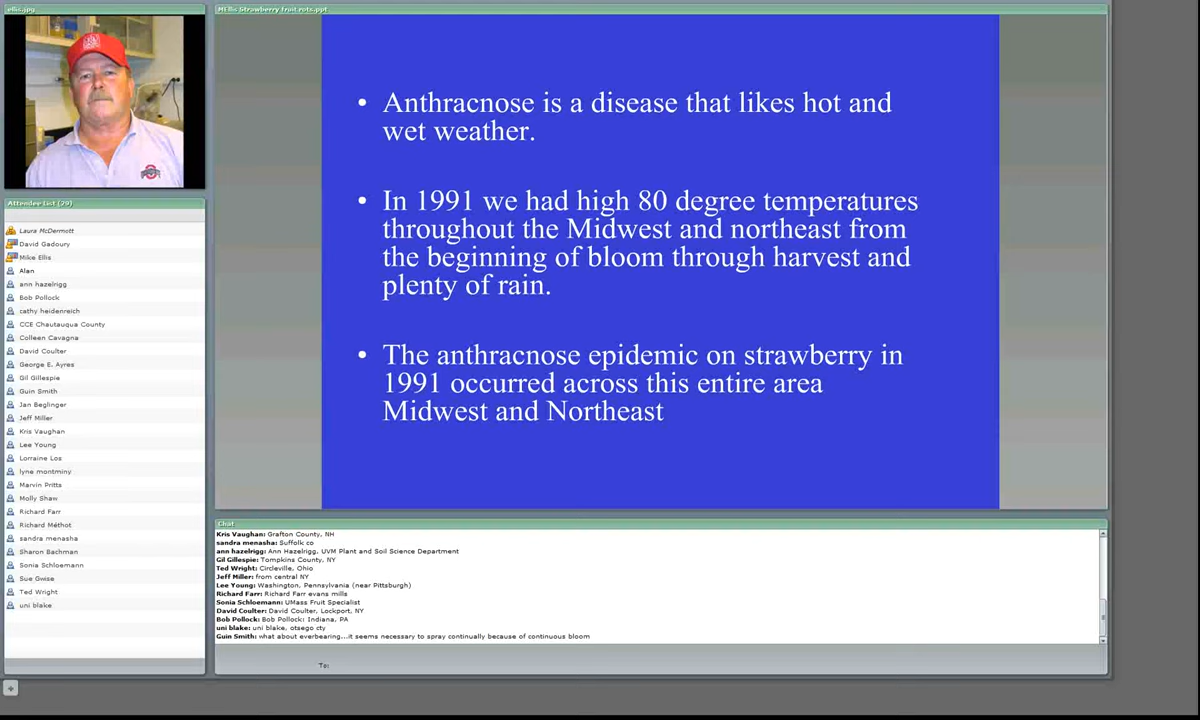 ellis.jpg
MEllis Strawberry fruit rots.ppt
• Anthracnose is a disease that likes hot and
wet weather.
• In 1991 we had high 80 degree temperatures
throughout the Midwest and northeast from
the beginning of bloom through harvest and
plenty of rain.
• The anthracnose epidemic on strawberry in
1991 occurred across this entire area
Midwest and Northeast
Attendee List (29)
Laura McDermott
David Gadoury
Mike Ellis
Alan
ann hazelrigg
Bob Pollock
cathy heidenreich
CCE Chautauqua County
Colleen Cavagna
David Coulter
George E. Ayres
Gil Gillespie
Guin Smith
Jan Beglinger
Jeff Miller
Kris Vaughan
Lee Young
Lorraine Los
lyne montminy
Marvin Pritts
Molly Shaw
Richard Farr
Richard Méthot
sandra menasha
Sharon Bachman
Sonia Schloemann
Sue Gwise
Ted Wright
uni blake
Chat
Kris Vaughan: Grafton County, NH
sandra menasha: Suffolk co
ann hazelrigg: Ann Hazelrigg, UVM Plant and Soil Science Department
Gil Gillespie: Tompkins County, NY
Ted Wright: Circleville, Ohio
Jeff Miller: from central NY
Lee Young: Washington, Pennsylvania (near Pittsburgh)
Richard Farr: Richard Farr evans mills
Sonia Schloemann: UMass Fruit Specialist
David Coulter: David Coulter, Lockport, NY
Bob Pollock: Bob Pollock: Indiana, PA
uni blake: uni blake, otsego cty
Guin Smith: what about everbearing...it seems necessary to spray continually because of continuous bloom
To: